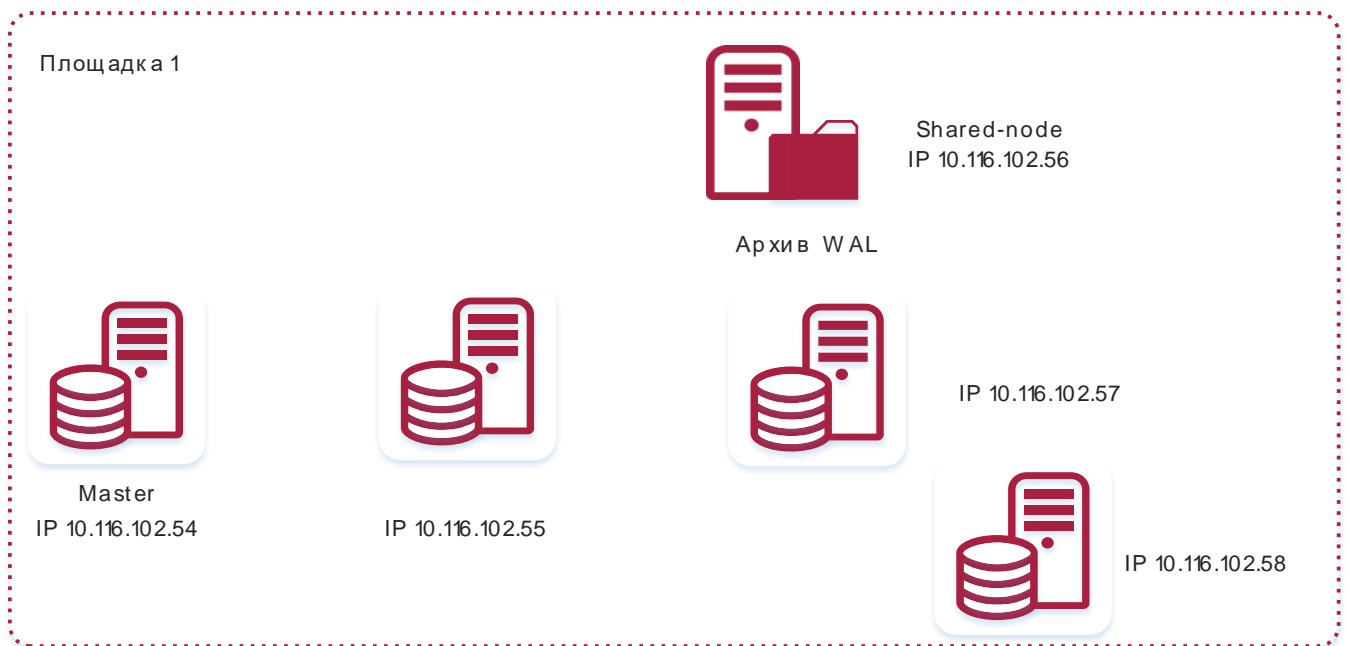 Площадка 1
Shared-node
IP 10.116.102.56
Архив WAL
IP 10.116.102.57
Master
IP 10.116.102.54
IP 10.116.102.55
IP 10.116.102.58